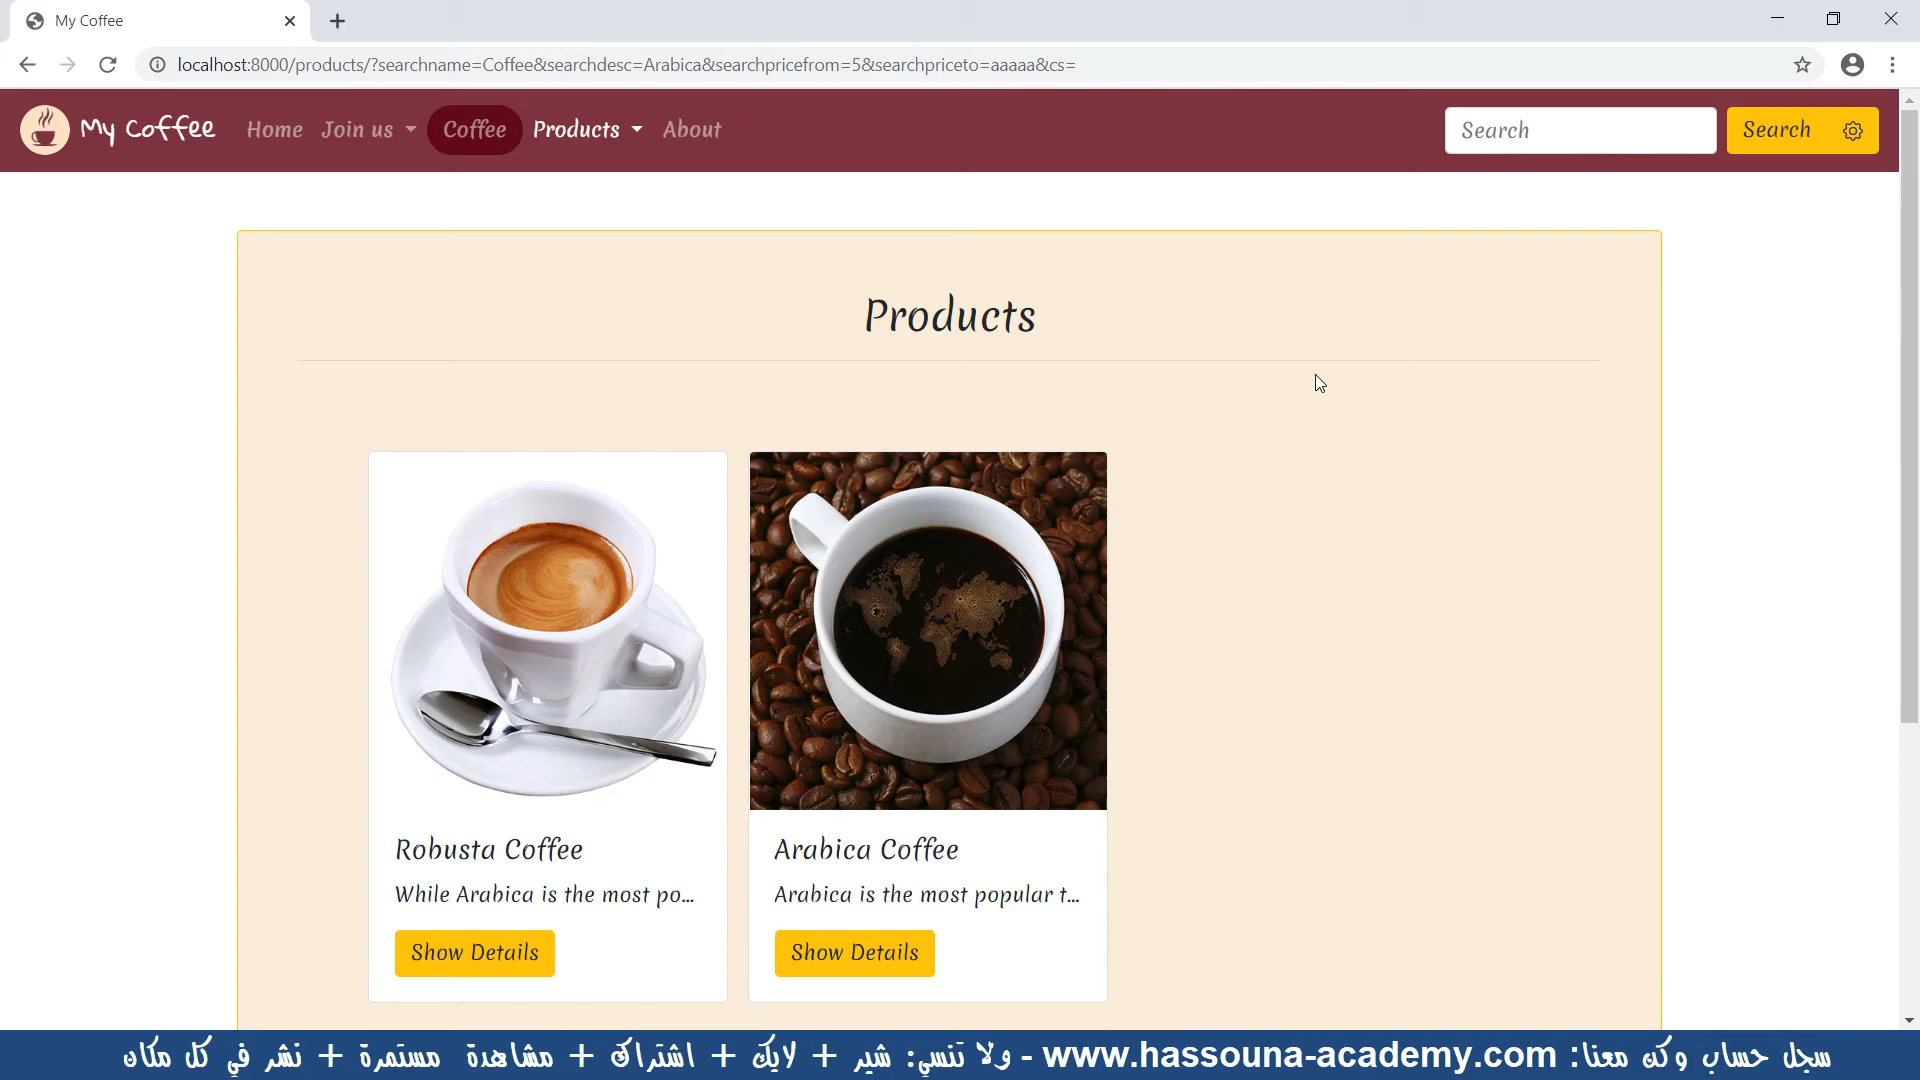 My Coffee
localhost:8000/products/?searchname=Coffee&searchdesc=Arabica&searchpricefrom=5&searchpriceto=aaaaa&cs=
My Coffee Home Join us Coffee Products About Search Search
Products
Robusta Coffee
While Arabica is the most po...
Show Details
Arabica Coffee
Arabica is the most popular t...
Show Details
سجل حساب وكن معنا: www.hassouna-academy.com - ولا تنسى: شير + لايك + اشتراك + مشاهدة مستمرة + نشر في كل مكان